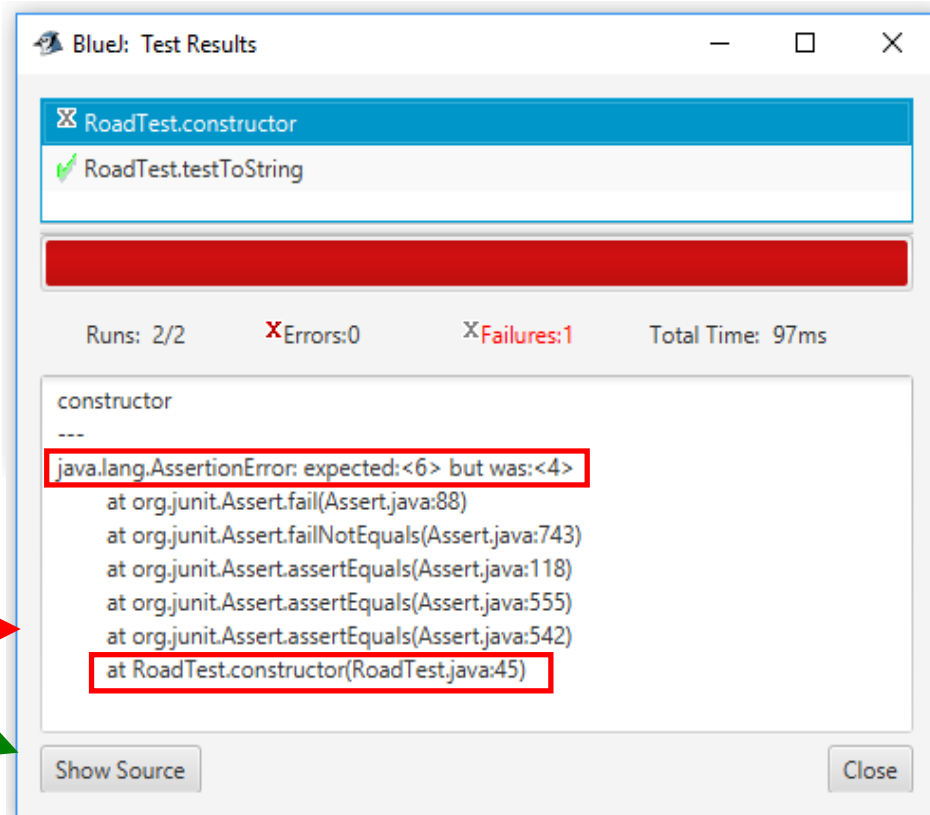 BlueJ: Test Results
RoadTest.constructor
RoadTest.testToString
Runs: 2/2 XErrors:0 XFailures:1 Total Time: 97ms
constructor
---
java.lang.AssertionError: expected:<6> but was:<4>
at org.junit.Assert.fail(Assert.java:88)
at org.junit.Assert.failNotEquals(Assert.java:743)
at org.junit.Assert.assertEquals(Assert.java:118)
at org.junit.Assert.assertEquals(Assert.java:555)
at org.junit.Assert.assertEquals(Assert.java:542)
at RoadTest.constructor(RoadTest.java:45)
Show Source Close